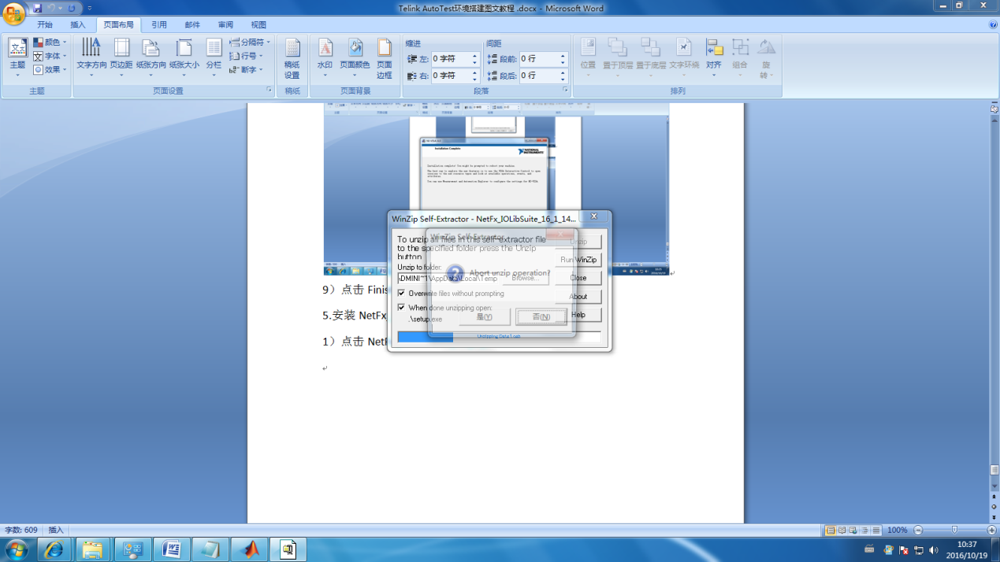 Telink AutoTest环境搭建图文教程 .docx - Microsoft Word
开始 插入 页面布局 引用 邮件 审阅 视图
主题 颜色 字体 效果
文字方向 页边距 纸张方向 纸张大小 分栏 分隔符 行号 断字
稿纸设置
水印 页面颜色 页面边框
缩进 左: 0 字符 右: 0 字符
间距 段前: 0 行 段后: 0 行
位置 置于顶层 置于底层 文字环绕 对齐 组合 旋转
主题 页面设置 稿纸 页面背景 段落 排列
Installation Complete
NATIONAL INSTRUMENTS
WinZip Self-Extractor - NetFx_IOLibSuite_16_1_14...
To unzip all files in this self-extractor file
to the specified folder press the Unzip
button.
Unzip to folder:
\DMINI~1\AppData\Local\Temp
Browse...
Overwrite files without prompting
When done unzipping open:
.\setup.exe
Unzip
Run WinZip
Close
About
Help
WinZip Self-Extractor
Abort unzip operation?
是(Y) 否(N)
9）点击 Finis
5.安装 NetFx_
1）点击 Net
字数: 609 插入
100%
10:37
2016/10/19